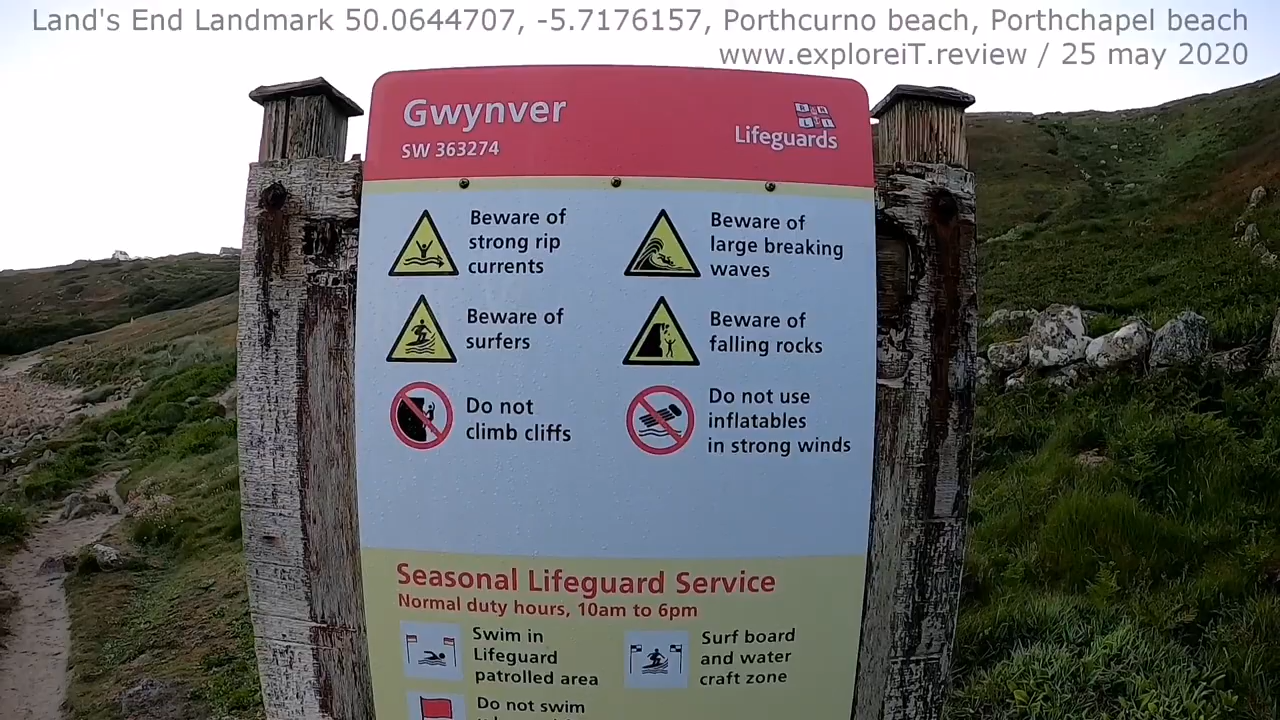 Land's End Landmark 50.0644707, -5.7176157, Porthcurno beach, Porthchapel beach
www.exploreiT.review / 25 may 2020
Gwynver
SW 363274
RNLI
Lifeguards
Beware of
strong rip
currents
Beware of
large breaking
waves
Beware of
surfers
Beware of
falling rocks
Do not
climb cliffs
Do not use
inflatables
in strong winds
Seasonal Lifeguard Service
Normal duty hours, 10am to 6pm
Swim in
Lifeguard
patrolled area
Surf board
and water
craft zone
Do not swim